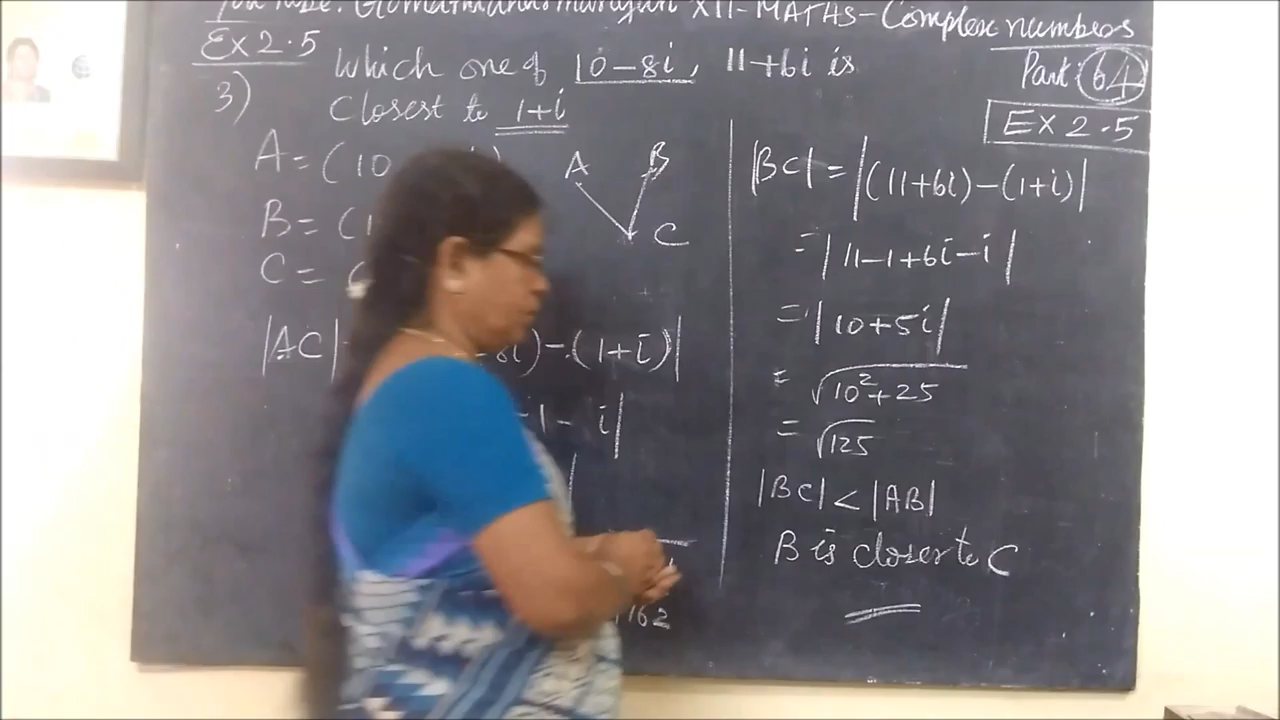 XII-MATHS-Complex numbers
Ex 2.5
Part: 64
3) Which one of 10-8i, 11+6i is
closest to 1+i
EX 2.5
A = (10
B = (1
C =
A B
C
|AC|
8i)-(1+i)|
-1- i|
|
162
|BC| = |(11+6i)-(1+i)|
= |11-1+6i-i|
= |10+5i|
= √10²+25
= √125
|BC| < |AB|
B is closer to C